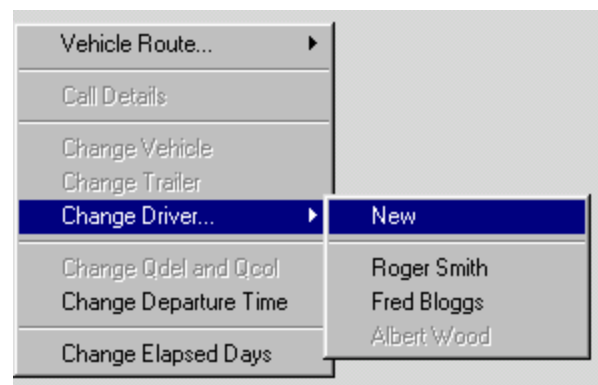 Vehicle Route...
Call Details
Change Vehicle
Change Trailer
Change Driver...
New
Change Qdel and Qcol
Roger Smith
Change Departure Time
Fred Bloggs
Albert Wood
Change Elapsed Days